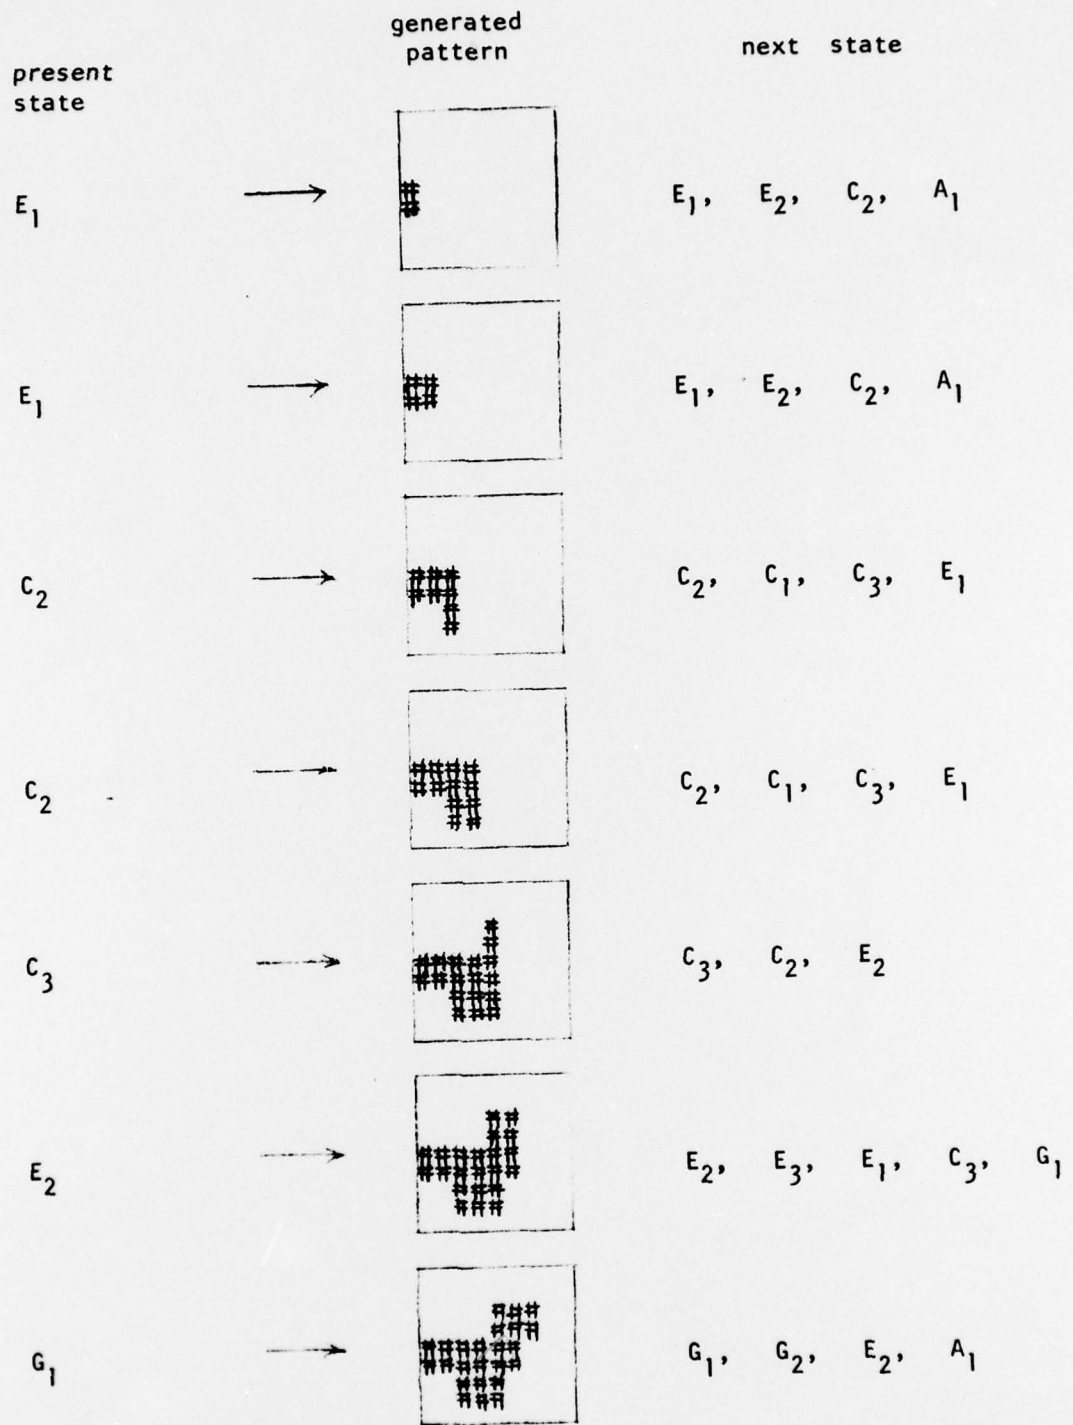 present state
generated pattern
next state
E₁ → E₁, E₂, C₂, A₁
E₁ → E₁, E₂, C₂, A₁
C₂ → C₂, C₁, C₃, E₁
C₂ → C₂, C₁, C₃, E₁
C₃ → C₃, C₂, E₂
E₂ → E₂, E₃, E₁, C₃, G₁
G₁ → G₁, G₂, E₂, A₁